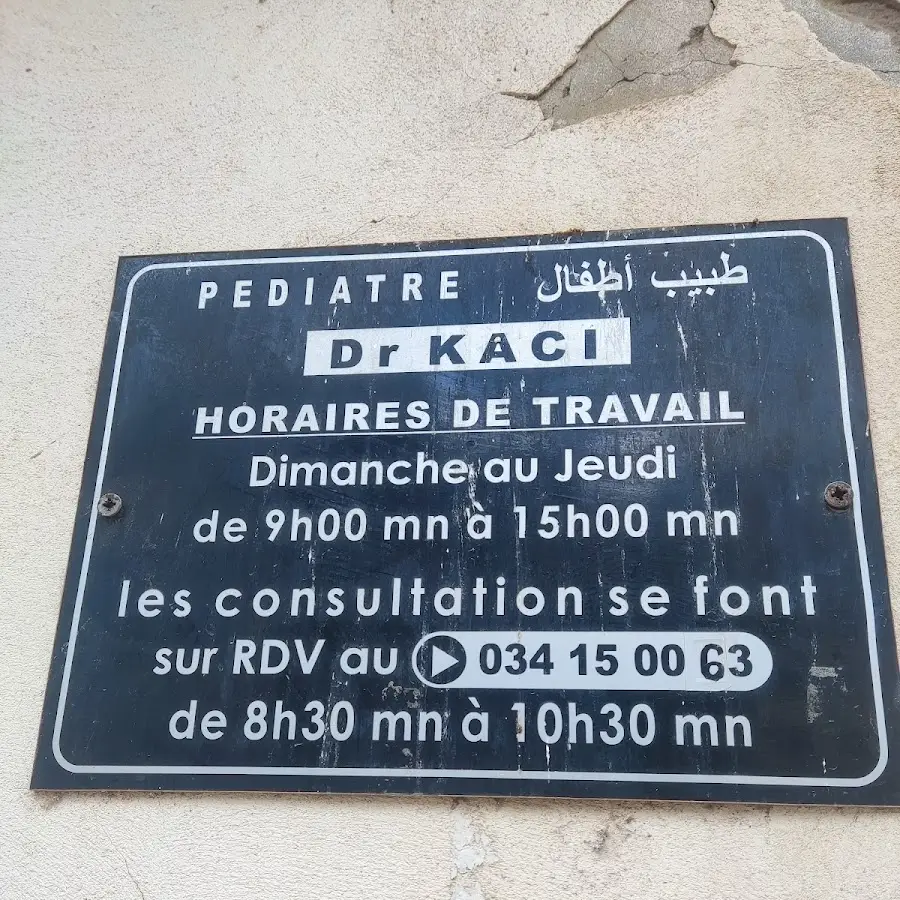 PEDIATRE طبيب أطفال
Dr KACI
HORAIRES DE TRAVAIL
Dimanche au Jeudi
de 9h00 mn à 15h00 mn
les consultation se font
sur RDV au 034 15 00 63
de 8h30 mn à 10h30 mn